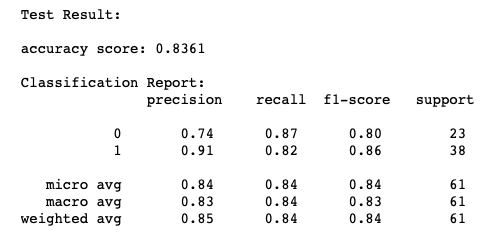 Test Result:
accuracy score: 0.8361
Classification Report:
precision recall f1-score support
0 0.74 0.87 0.80 23
1 0.91 0.82 0.86 38
micro avg 0.84 0.84 0.84 61
macro avg 0.83 0.84 0.83 61
weighted avg 0.85 0.84 0.84 61